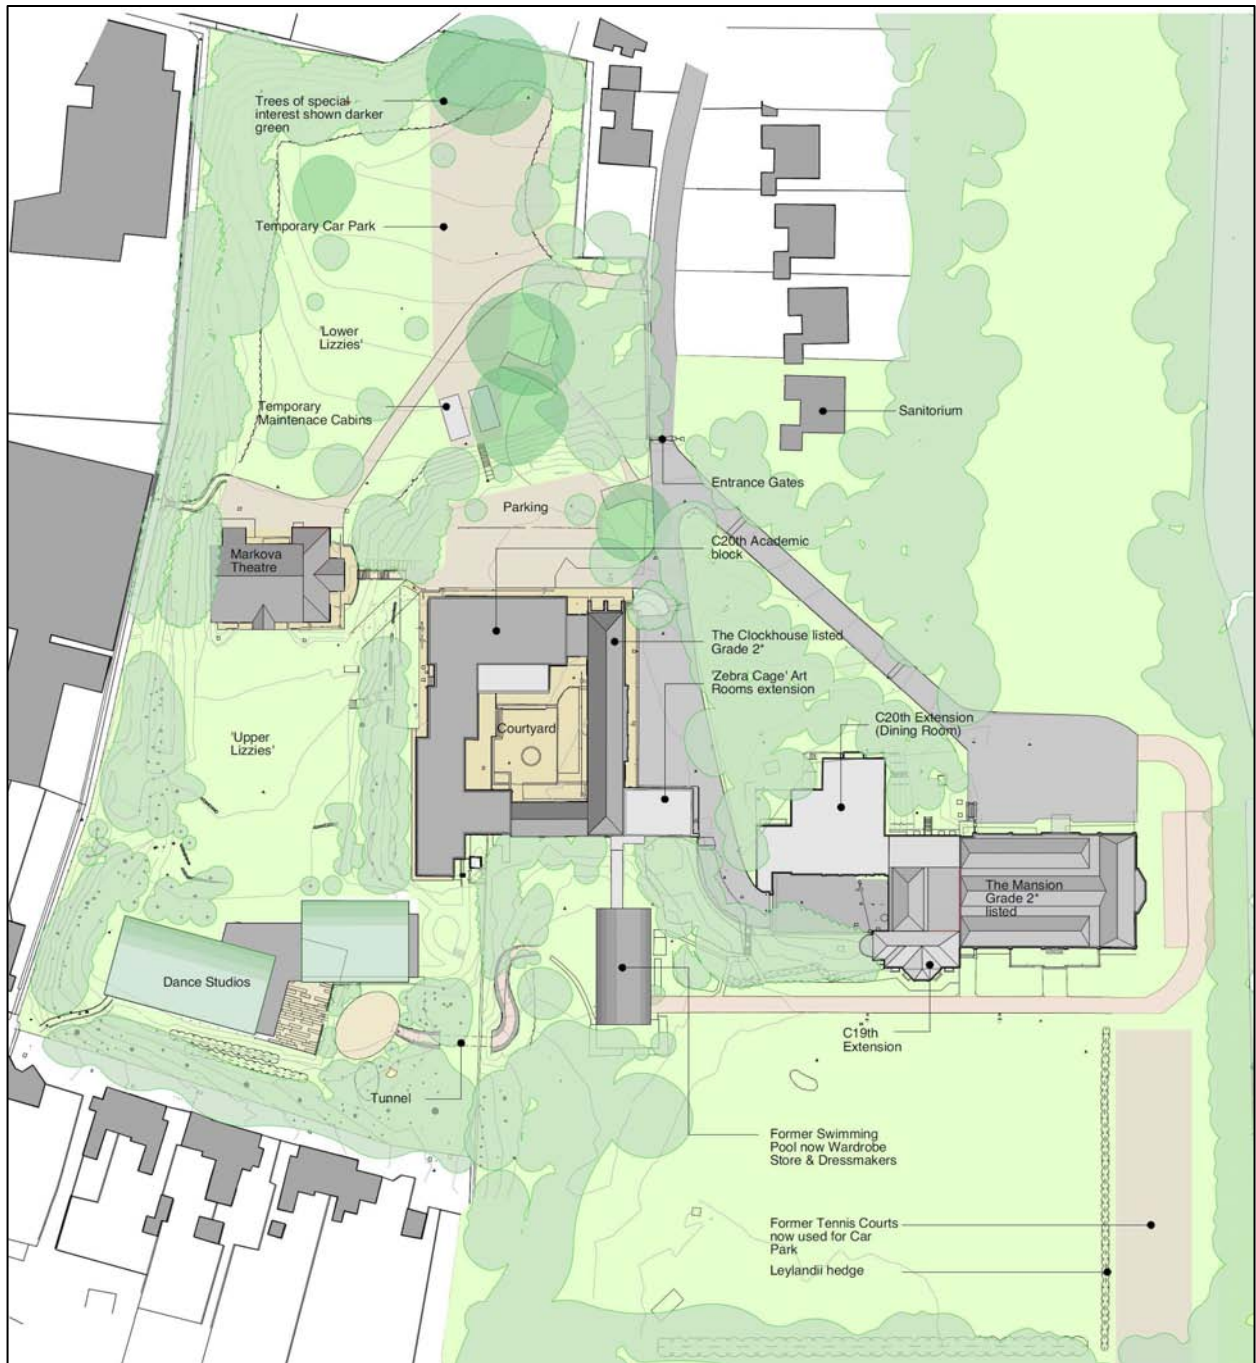 Trees of special
interest shown darker
green
Temporary Car Park
'Lower
Lizzies'
Temporary
Maintenace Cabins
Sanitorium
Entrance Gates
Parking
C20th Academic
block
Markova
Theatre
The Clockhouse listed
Grade 2*
'Zebra Cage' Art
Rooms extension
C20th Extension
(Dining Room)
Courtyard
'Upper
Lizzies'
The Mansion
Grade 2*
listed
Dance Studios
C19th
Extension
Tunnel
Former Swimming
Pool now Wardrobe
Store & Dressmakers
Former Tennis Courts
now used for Car
Park
Leylandii hedge